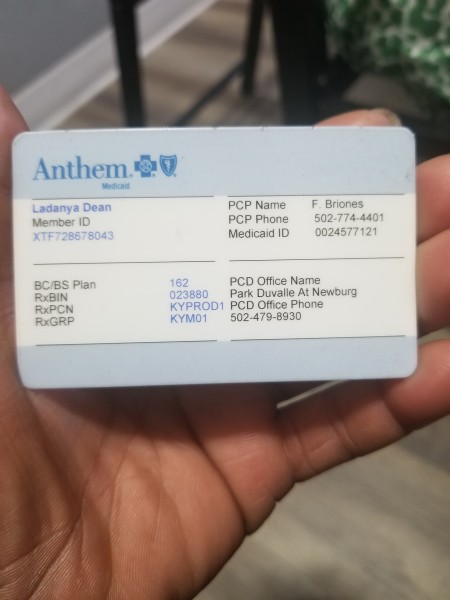 Anthem
Medicaid
Ladanya Dean
Member ID
XTF728678043
PCP Name F. Briones
PCP Phone 502-774-4401
Medicaid ID 0024577121
BC/BS Plan 162
RxBIN 023880
RxPCN KYPROD1
RxGRP KYM01
PCD Office Name
Park Duvalle At Newburg
PCD Office Phone
502-479-8930